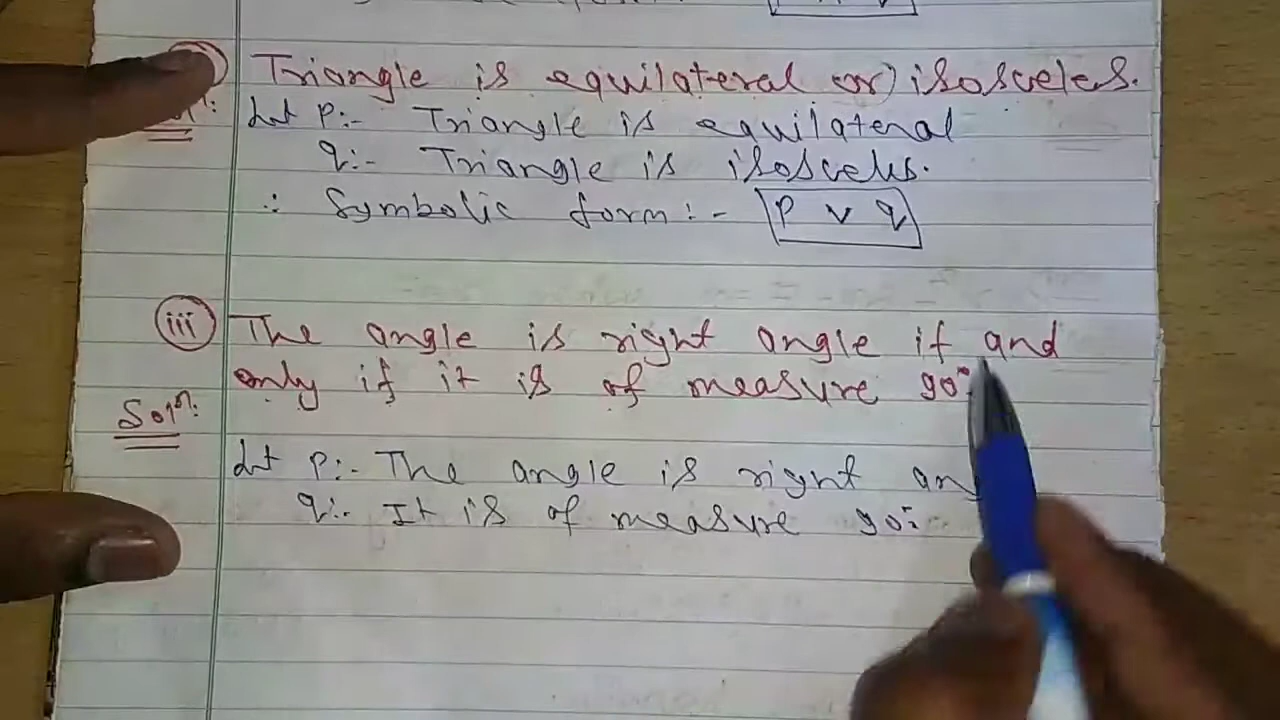 Triangle is equilateral (or) isosceles.
Let p:- Triangle is equilateral
q:- Triangle is isosceles.
∴ Symbolic form:- p ∨ q
iii The angle is right angle if and
only if it is of measure 90°
Soln:
Let p:- The angle is right
q:- It is of measure 90°